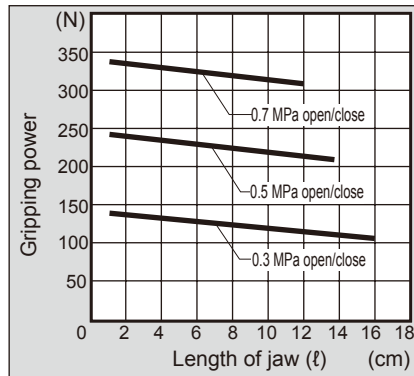 (N)
350
300
250
200
150
100
50
Gripping power
0.7 MPa open/close
0.5 MPa open/close
0.3 MPa open/close
0 2 4 6 8 10 12 14 16 18
Length of jaw (ℓ) (cm)